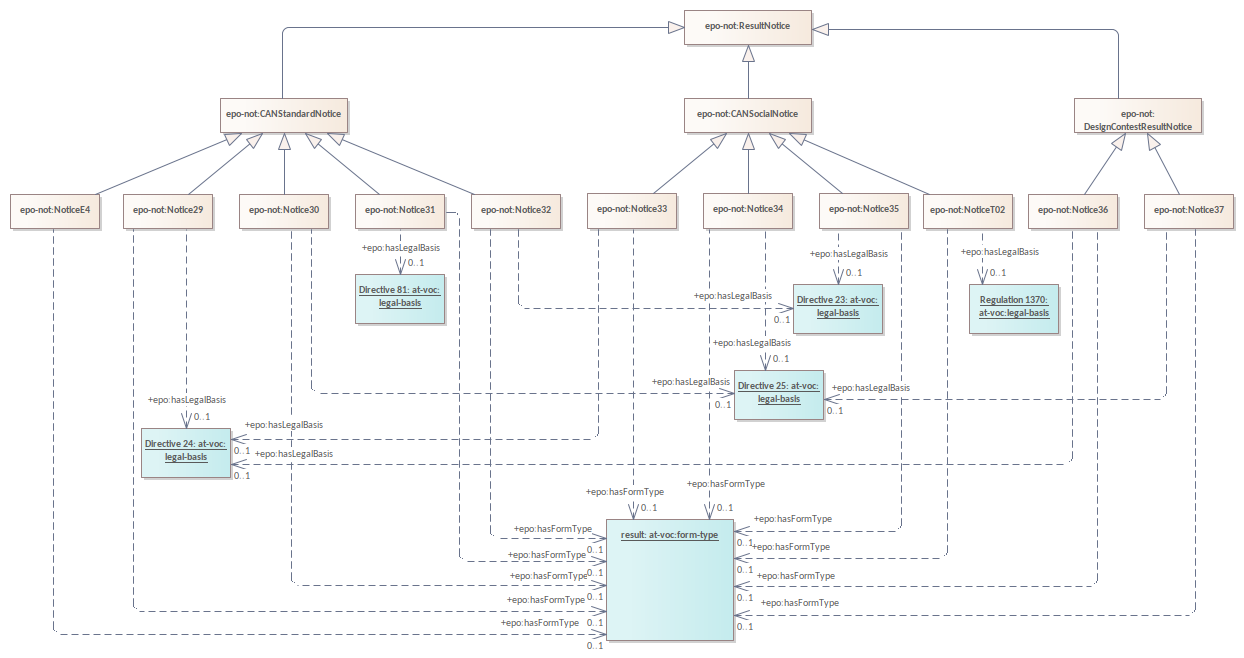 epo-not:ResultNotice
epo-not:CANStandardNotice
epo-not:CANSocialNotice
epo-not:
DesignContestResultNotice
epo-not:NoticeE4
epo-not:Notice29
epo-not:Notice30
epo-not:Notice31
epo-not:Notice32
epo-not:Notice33
epo-not:Notice34
epo-not:Notice35
epo-not:NoticeT02
epo-not:Notice36
epo-not:Notice37
+epo:hasLegalBasis
0..1
+epo:hasLegalBasis
0..1
+epo:hasLegalBasis
0..1
Directive 81: at-voc:
legal-basis
Directive 23: at-voc:
legal-basis
Regulation 1370:
at-voc:legal-basis
+epo:hasLegalBasis
0..1
+epo:hasLegalBasis
0..1
Directive 25: at-voc:
legal-basis
+epo:hasLegalBasis
0..1
+epo:hasLegalBasis
0..1
+epo:hasLegalBasis
0..1
Directive 24: at-voc:
legal-basis
+epo:hasLegalBasis
0..1
+epo:hasLegalBasis
0..1
+epo:hasFormType
0..1
+epo:hasFormType
0..1
result: at-voc:form-type
+epo:hasFormType
0..1
+epo:hasFormType
0..1
+epo:hasFormType
0..1
+epo:hasFormType
0..1
+epo:hasFormType
0..1
+epo:hasFormType
0..1
+epo:hasFormType
0..1
+epo:hasFormType
0..1
+epo:hasFormType
0..1